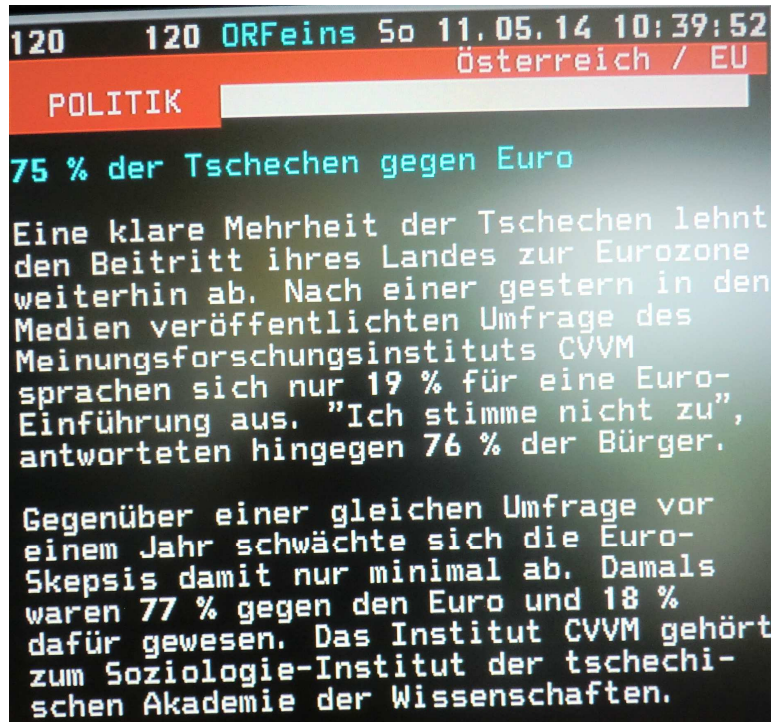 120 120 ORFeins So 11.05.14 10:39:52
Österreich / EU
POLITIK
75 % der Tschechen gegen Euro
Eine klare Mehrheit der Tschechen lehnt
den Beitritt ihres Landes zur Eurozone
weiterhin ab. Nach einer gestern in den
Medien veröffentlichten Umfrage des
Meinungsforschungsinstituts CVVM
sprachen sich nur 19 % für eine Euro-
Einführung aus. ”Ich stimme nicht zu”,
antworteten hingegen 76 % der Bürger.
Gegenüber einer gleichen Umfrage vor
einem Jahr schwächte sich die Euro-
Skepsis damit nur minimal ab. Damals
waren 77 % gegen den Euro und 18 %
dafür gewesen. Das Institut CVVM gehört
zum Soziologie-Institut der tschechi-
schen Akademie der Wissenschaften.